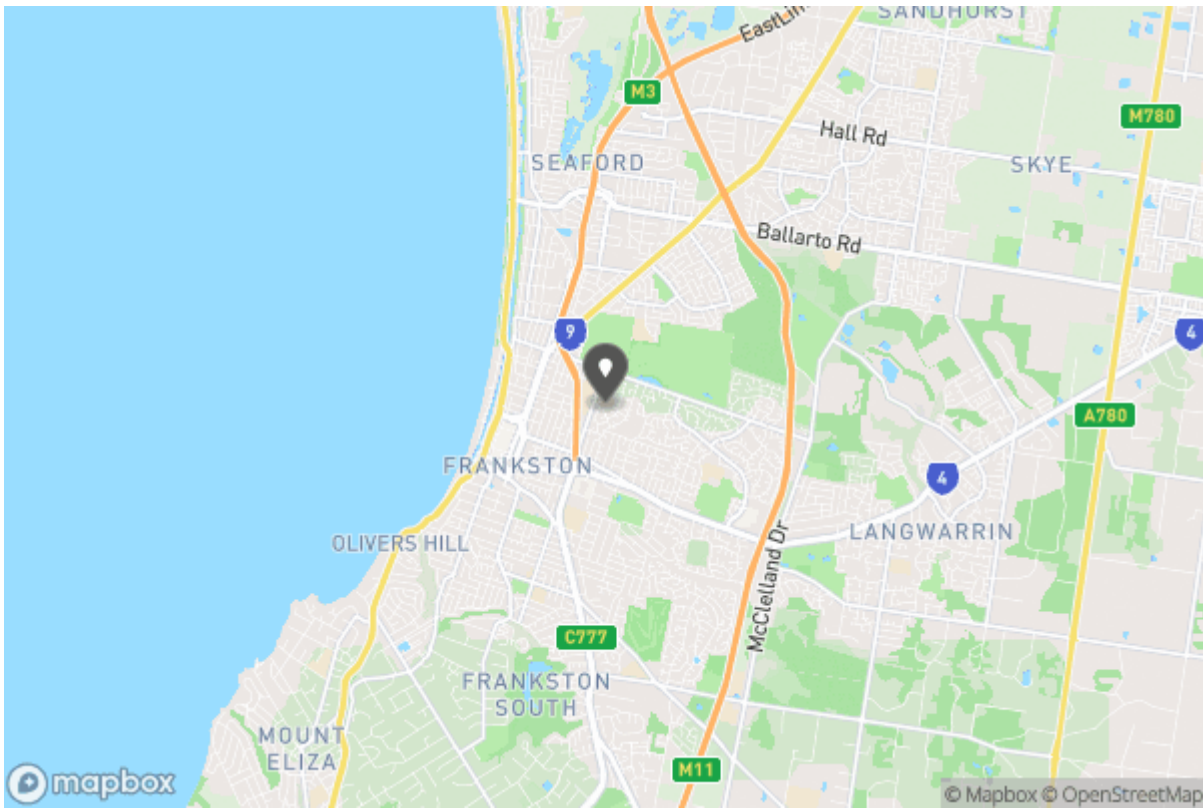 SANDHURST
EastLin
M3
M780
Hall Rd
SEAFORD
SKYE
Ballarto Rd
9
4
A780
FRANKSTON
4
OLIVERS HILL
LANGWARRIN
McClelland Dr
C777
FRANKSTON
SOUTH
MOUNT
ELIZA
M11
mapbox
© Mapbox © OpenStreetMap